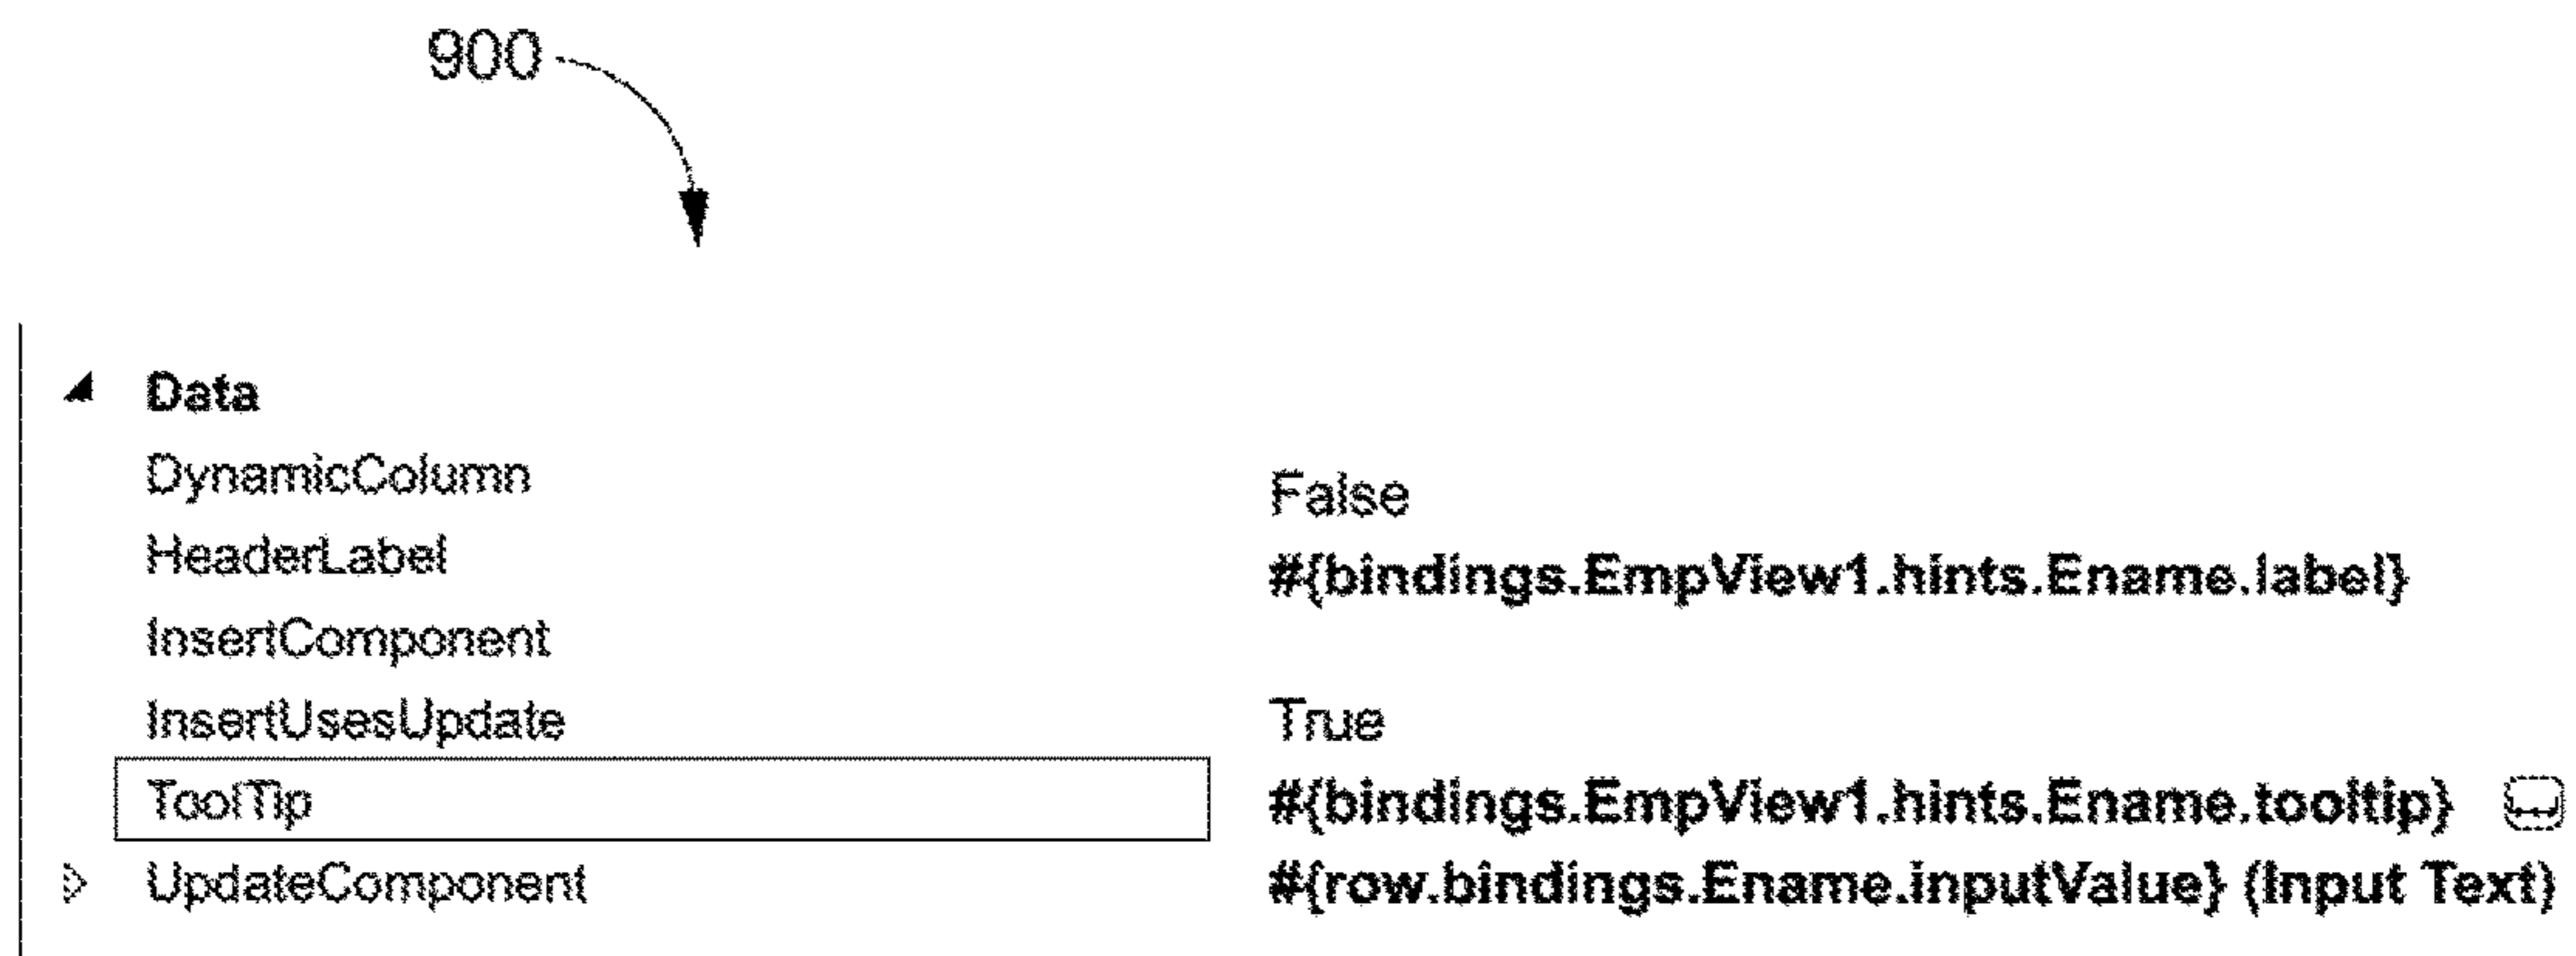 900
Data
DynamicColumn False
HeaderLabel #{bindings.EmpView1.hints.Ename.label}
InsertComponent
InsertUsesUpdate True
ToolTip #{bindings.EmpView1.hints.Ename.tooltip}
UpdateComponent #{row.bindings.Ename.inputValue} (Input Text)